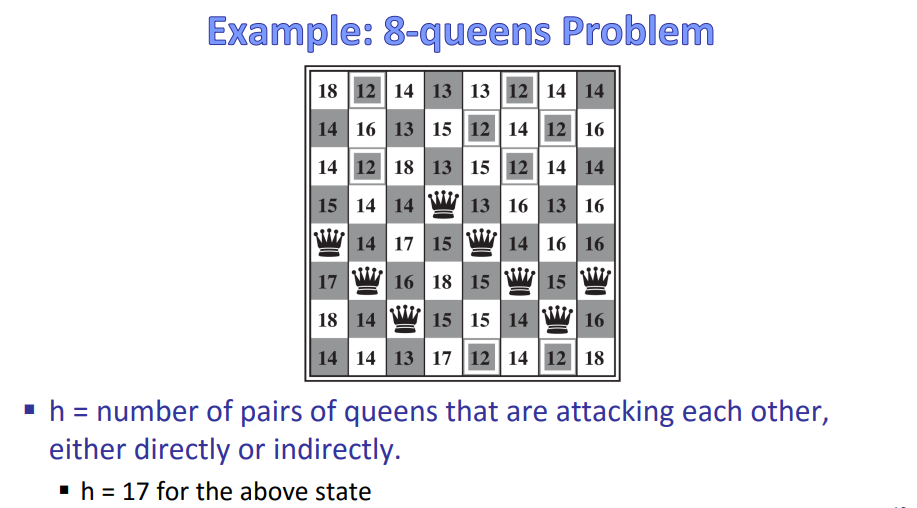 Example: 8-queens Problem
18 12 14 13 13 12 14 14
14 16 13 15 12 14 12 16
14 12 18 13 15 12 14 14
15 14 14 13 16 13 16
14 17 15 14 16 16
17 16 18 15 15
18 14 15 15 14 16
14 14 13 17 12 14 12 18
▪ h = number of pairs of queens that are attacking each other,
either directly or indirectly.
▪ h = 17 for the above state